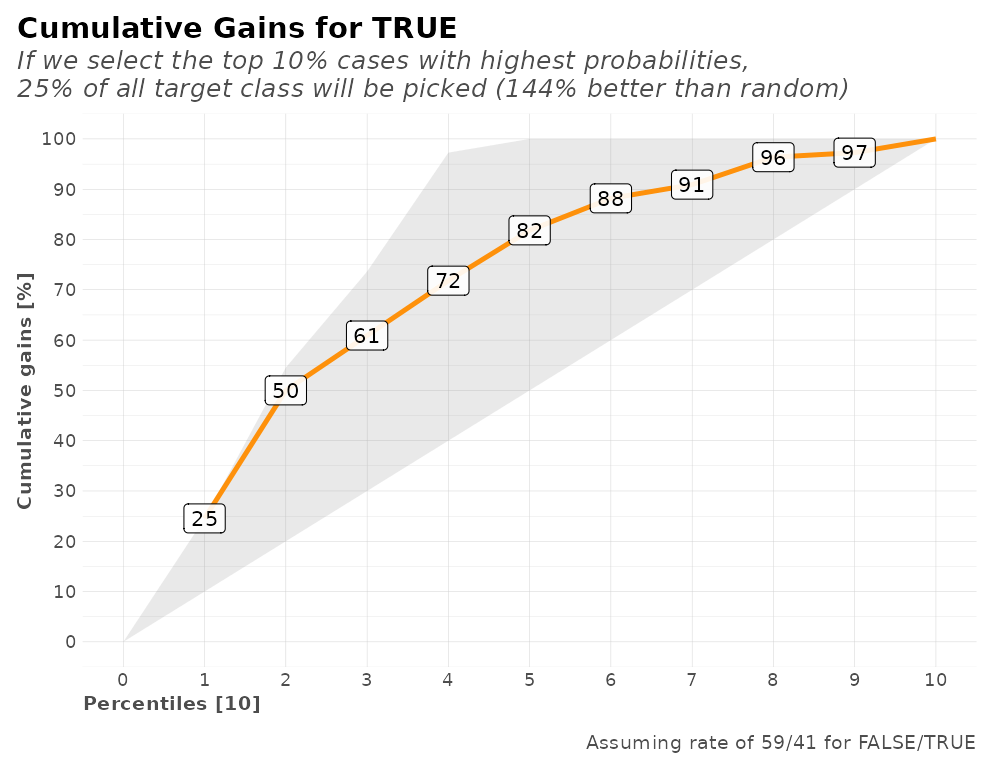 Cumulative Gains for TRUE
If we select the top 10% cases with highest probabilities,
25% of all target class will be picked (144% better than random)
Cumulative gains [%]
100
90
80
70
60
50
40
30
20
10
0
25
50
61
72
82
88
91
96
97
0 1 2 3 4 5 6 7 8 9 10
Percentiles [10]
Assuming rate of 59/41 for FALSE/TRUE